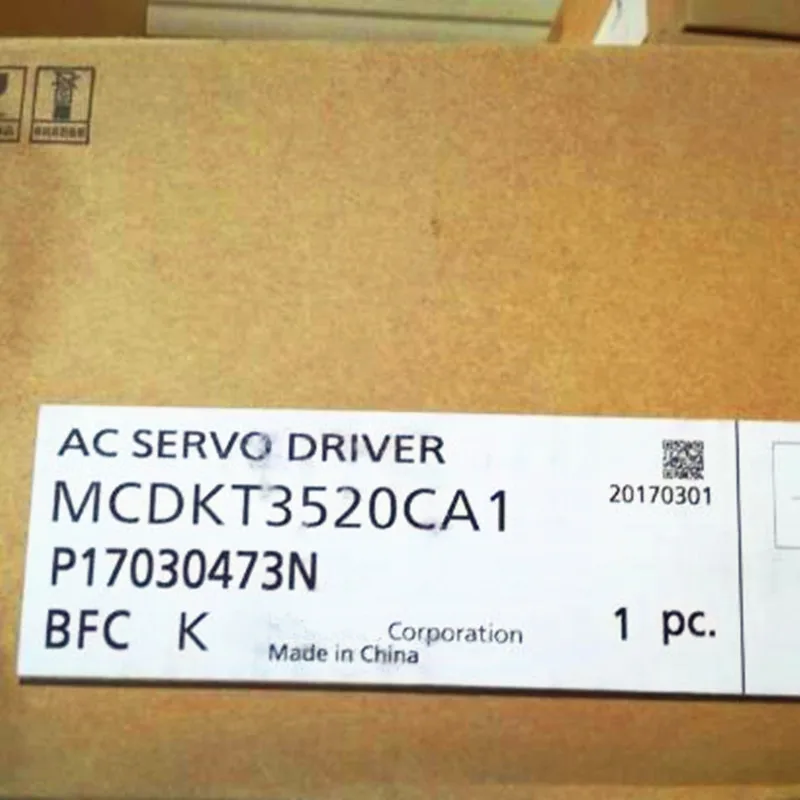 AC SERVO DRIVER
MCDKT3520CA1
20170301
P17030473N
BFC K
Corporation
Made in China
1 pc.